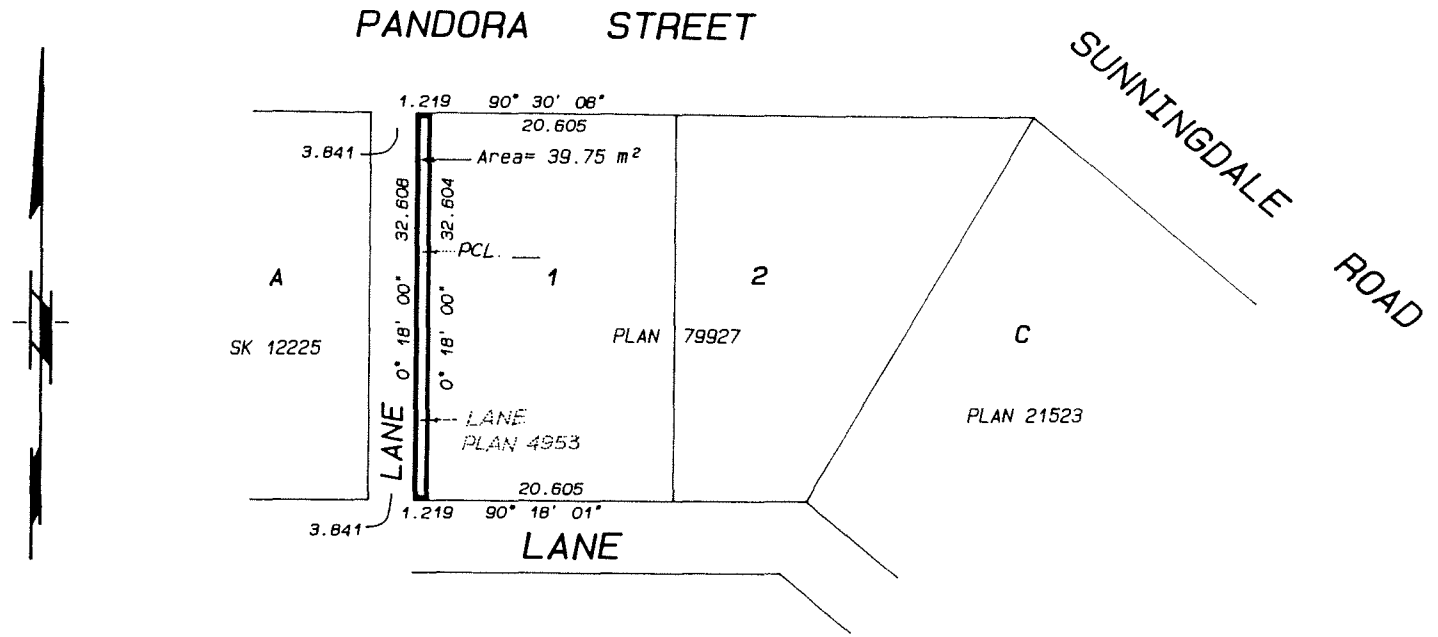 PANDORA STREET
SUNNINGDALE ROAD
1.219 90° 30' 08"
20.605
3.841
Area= 39.75 m²
32.608
32.604
PCL.
A
1
2
0° 18' 00"
0° 18' 00"
SK 12225
PLAN 79927
C
LANE
LANE
PLAN 4953
PLAN 21523
20.605
3.841
1.219 90° 18' 01"
LANE